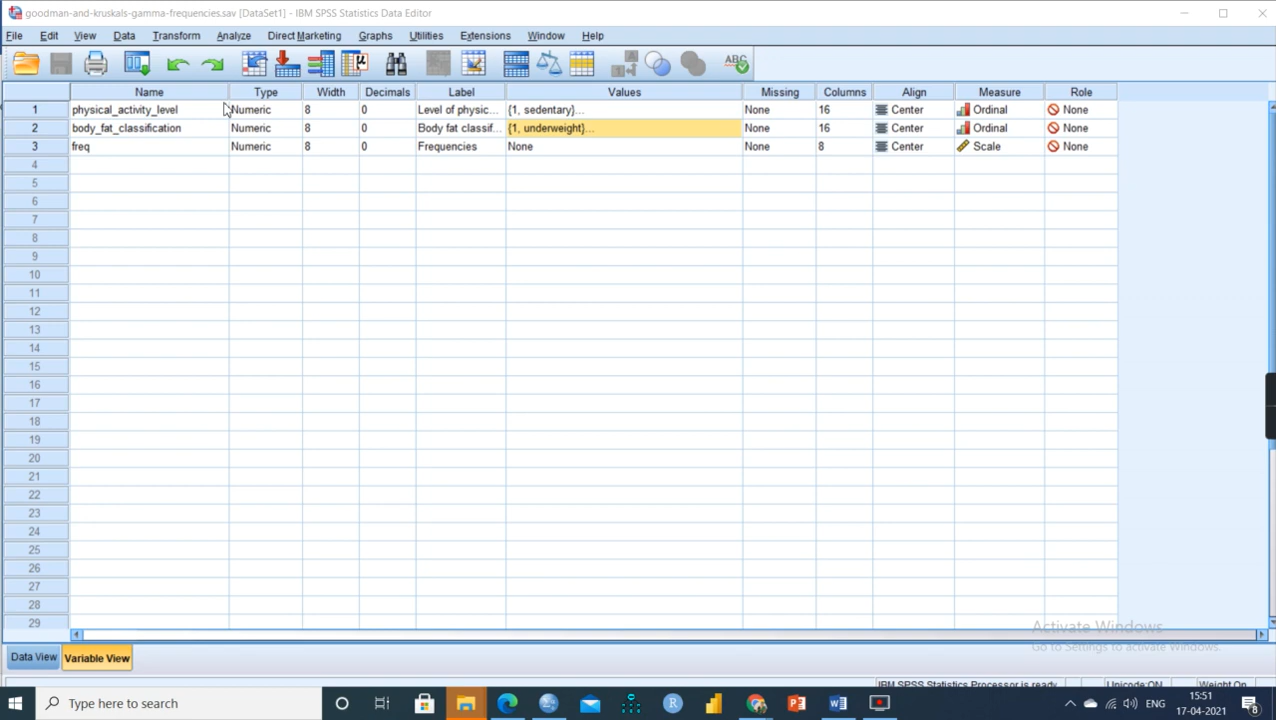 goodman-and-kruskals-gamma-frequencies.sav [DataSet1] - IBM SPSS Statistics Data Editor
File Edit View Data Transform Analyze Direct Marketing Graphs Utilities Extensions Window Help
ABC
Name Type Width Decimals Label Values Missing Columns Align Measure Role
1 physical_activity_level Numeric 8 0 Level of physic... {1, sedentary}... None 16 Center Ordinal None
2 body_fat_classification Numeric 8 0 Body fat classif... {1, underweight}... None 16 Center Ordinal None
3 freq Numeric 8 0 Frequencies None None 8 Center Scale None
4
5
6
7
8
9
10
11
12
13
14
15
16
17
18
19
20
21
22
23
24
25
26
27
28
29
Activate Windows
Go to Settings to activate Windows.
Data View Variable View
IBM SPSS Statistics Processor is ready Unicode:ON Weight On
Type here to search
R
ENG
15:51
17-04-2021
8